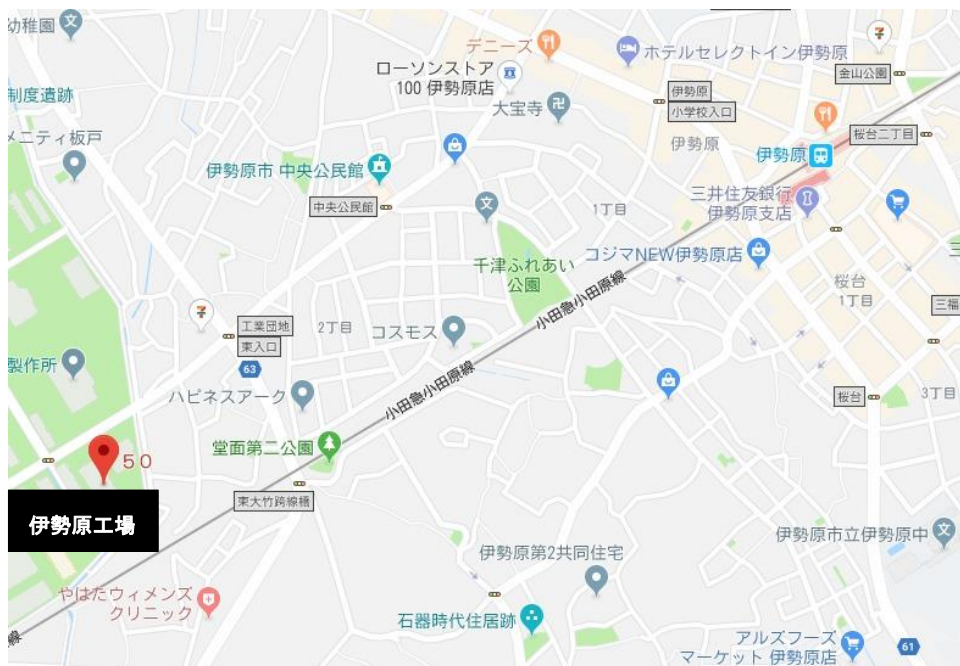 幼稚園
デニーズ
ホテルセレクトイン伊勢原
ローソンストア
100 伊勢原店
金山公園
制度遺跡
伊勢原
小学校入口
大宝寺
メニティ板戸
桜台二丁目
伊勢原
伊勢原
伊勢原市 中央公民館
三井住友銀行
伊勢原支店
中央公民館
1丁目
コジマNEW伊勢原店
千津ふれあい
公園
桜台
1丁目
小田急小田原線
三福
工業団地
東入口
2丁目
コスモス
製作所
63
小田急小田原線
ハピネスアーク
桜台
3丁目
堂面第二公園
50
東大竹跨線橋
伊勢原工場
伊勢原市立伊勢原中
伊勢原第2共同住宅
やはたウィメンズ
クリニック
石器時代住居跡
アルズフーズ
マーケット 伊勢原店
61